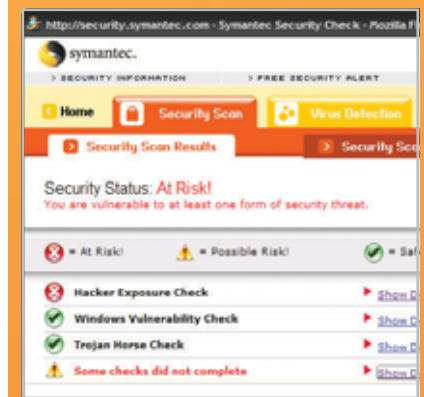 http://security.symantec.com - Symantec Security Check - Mozilla Fi
symantec.
> SECURITY INFORMATION > FREE SECURITY ALERT
Home Security Scan Virus Detection
Security Scan Results Security Sca
Security Status: At Risk!
You are vulnerable to at least one form of security threat.
= At Risk! = Possible Risk! = Saf
Hacker Exposure Check Show D
Windows Vulnerability Check Show D
Trojan Horse Check Show D
Some checks did not complete Show D